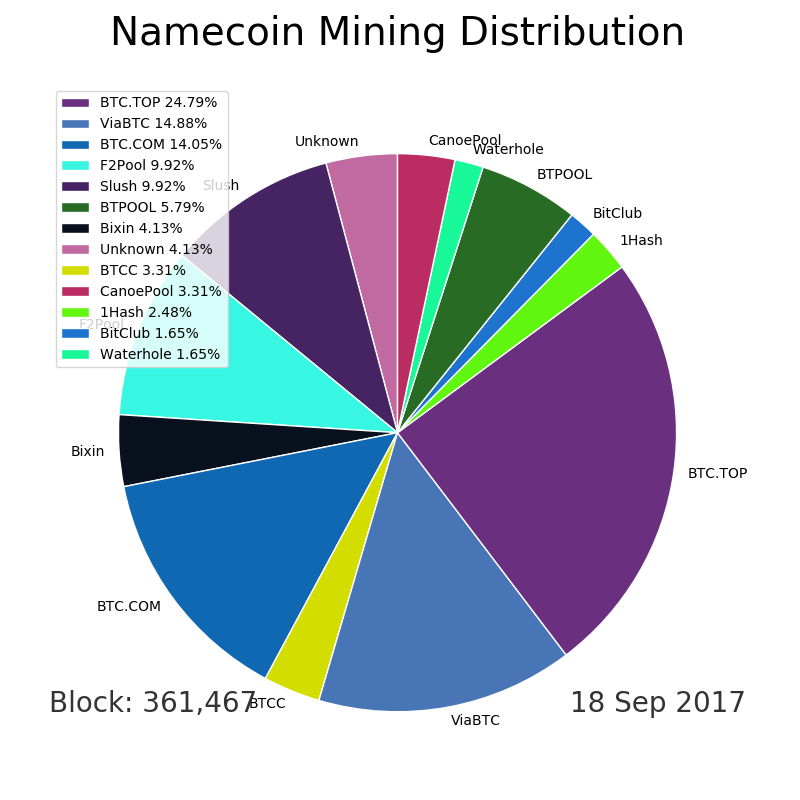 Namecoin Mining Distribution
BTC.TOP 24.79%
ViaBTC 14.88%
BTC.COM 14.05%
F2Pool 9.92%
Slush 9.92%
BTPOOL 5.79%
Bixin 4.13%
Unknown 4.13%
BTCC 3.31%
CanoePool 3.31%
1Hash 2.48%
BitClub 1.65%
Waterhole 1.65%
Unknown
CanoePool
Waterhole
BTPOOL
Slush
BitClub
1Hash
F2Pool
Bixin
BTC.TOP
BTC.COM
BTCC
ViaBTC
Block: 361,467
18 Sep 2017